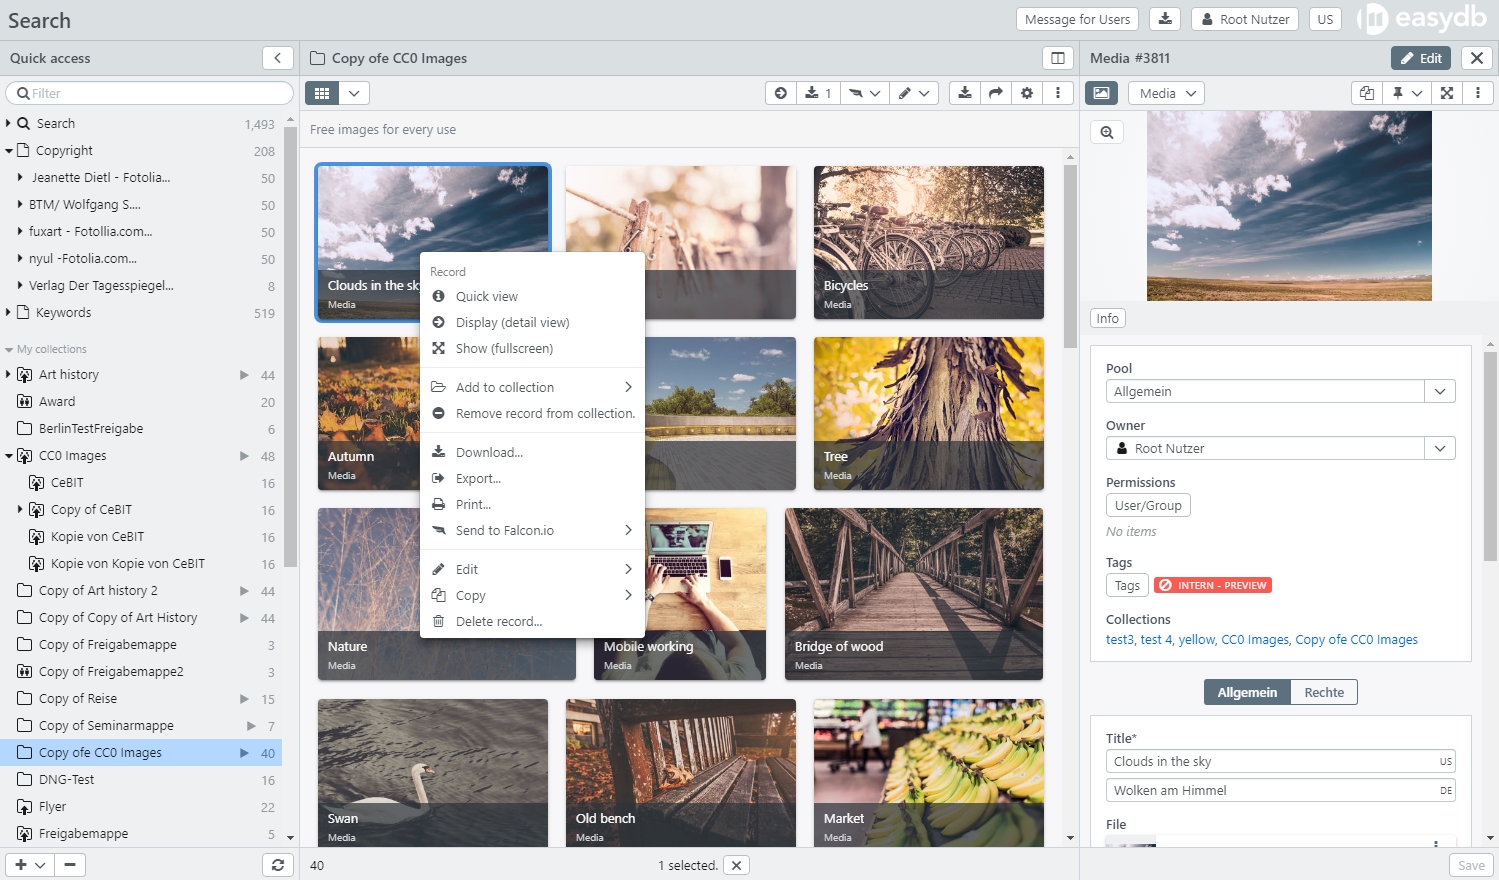 Search
Message for Users
Root Nutzer
US
easydb
Quick access
Filter
Search 1,493
Copyright 208
Jeanette Dietl - Fotolia... 50
BTM/ Wolfgang S.... 50
fuxart - Fotollia.com... 50
nyul -Fotolia.com... 50
Verlag Der Tagesspiegel... 8
Keywords 519
My collections
Art history 44
Award 20
BerlinTestFreigabe 6
CC0 Images 48
CeBIT 16
Copy of CeBIT 16
Kopie von CeBIT 16
Kopie von Kopie von CeBIT 16
Copy of Art history 2 44
Copy of Copy of Art History 44
Copy of Freigabemappe 3
Copy of Freigabemappe2 3
Copy of Reise 15
Copy of Seminarmappe 7
Copy ofe CC0 Images 40
DNG-Test 16
Flyer 22
Freigabemappe 5
Copy ofe CC0 Images
1
Free images for every use
Clouds in the sk
Media
Bicycles
Media
Autumn
Media
Tree
Media
Nature
Media
Mobile working
Media
Bridge of wood
Media
Swan
Media
Old bench
Media
Market
Media
Record
Quick view
Display (detail view)
Show (fullscreen)
Add to collection
Remove record from collection.
Download...
Export...
Print...
Send to Falcon.io
Edit
Copy
Delete record...
40
1 selected.
Media #3811
Edit
Media
Info
Pool
Allgemein
Owner
Root Nutzer
Permissions
User/Group
No items
Tags
Tags INTERN - PREVIEW
Collections
test3, test 4, yellow, CC0 Images, Copy ofe CC0 Images
Allgemein Rechte
Title*
Clouds in the sky US
Wolken am Himmel DE
File
Save